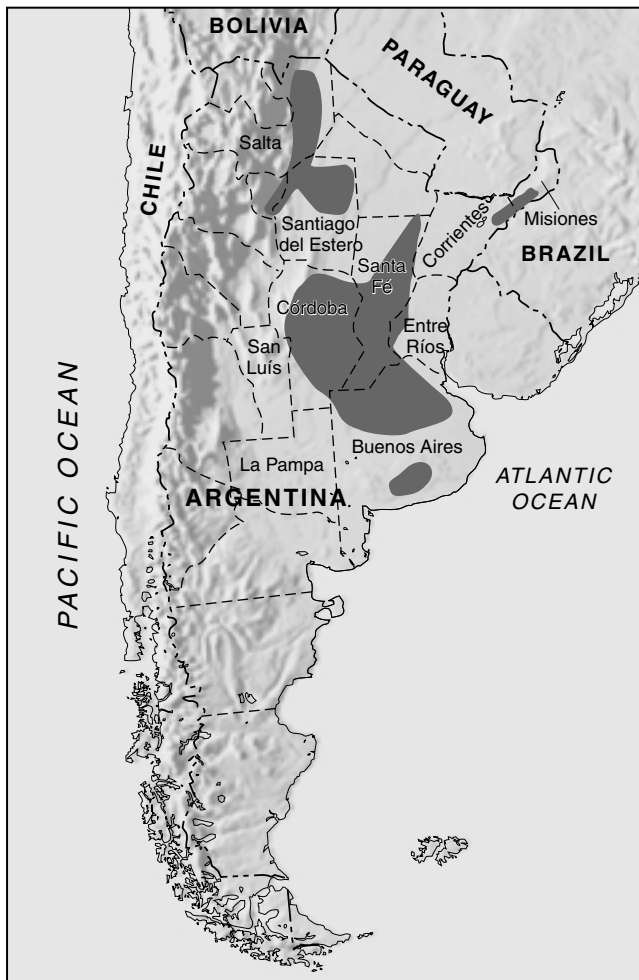 BOLIVIA
PARAGUAY
CHILE
Salta
Corrientes
Misiones
Santiago
del Estero
BRAZIL
Santa
Fé
Córdoba
Entre
Ríos
San
Luís
PACIFIC OCEAN
Buenos Aires
La Pampa
ATLANTIC
OCEAN
ARGENTINA